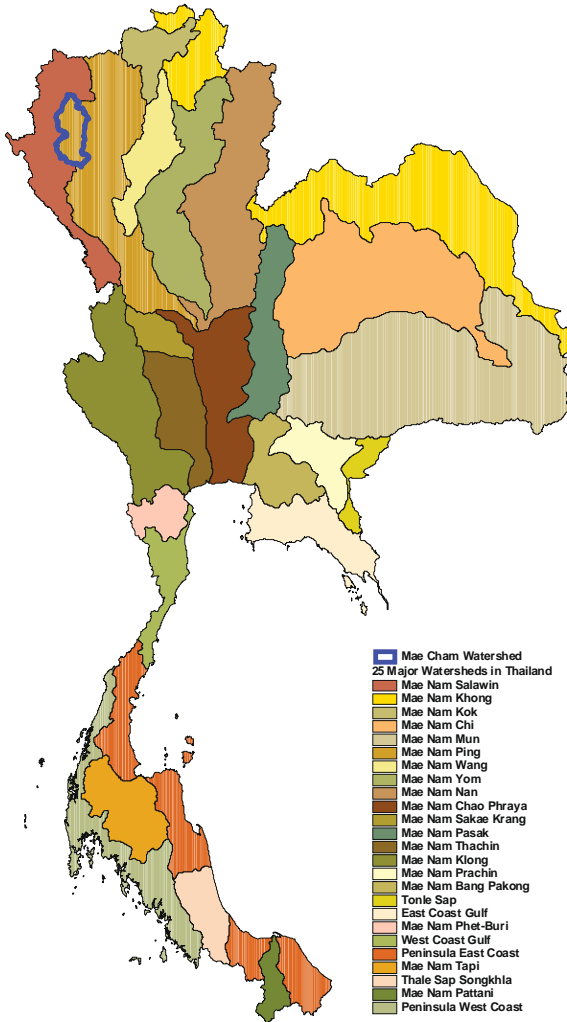 Mae Cham Watershed
25 Major Watersheds in Thailand
Mae Nam Salawin
Mae Nam Khong
Mae Nam Kok
Mae Nam Chi
Mae Nam Mun
Mae Nam Ping
Mae Nam Wang
Mae Nam Yom
Mae Nam Nan
Mae Nam Chao Phraya
Mae Nam Sakae Krang
Mae Nam Pasak
Mae Nam Thachin
Mae Nam Klong
Mae Nam Prachin
Mae Nam Bang Pakong
Tonle Sap
East Coast Gulf
Mae Nam Phet-Buri
West Coast Gulf
Peninsula East Coast
Mae Nam Tapi
Thale Sap Songkhla
Mae Nam Pattani
Peninsula West Coast